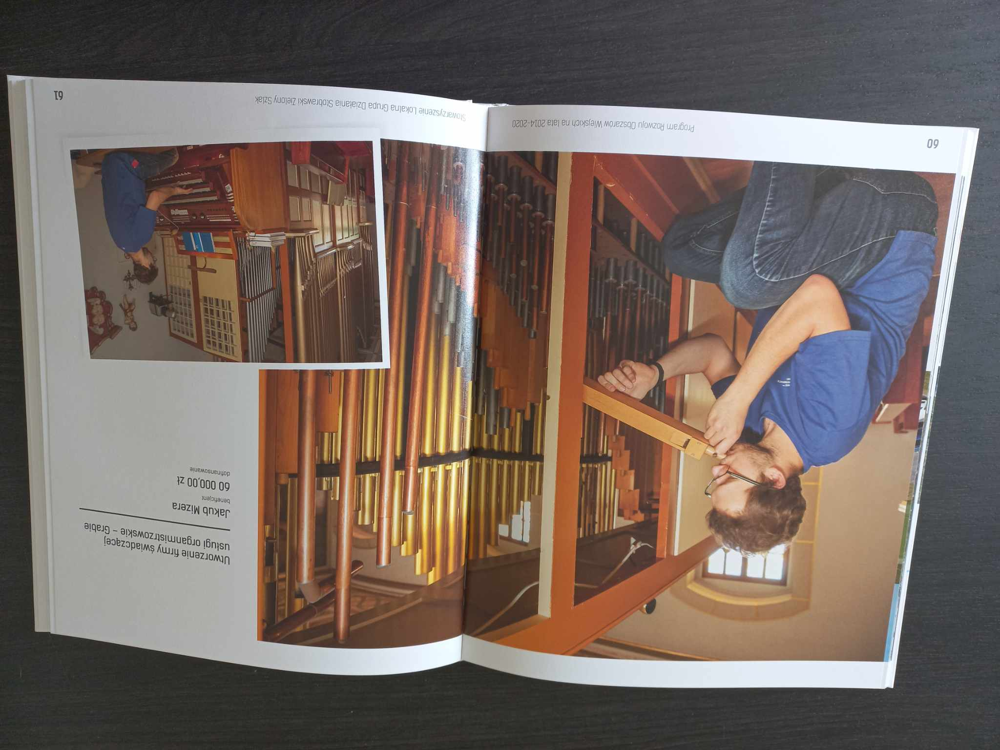 Utworzenie firmy świadczącej
usługi organmistrzowskie – Grabie
Jakub Mizera
beneficjent
60 000,00 zł
dofinansowanie
60
Program Rozwoju Obszarów Wiejskich na lata 2014-2020
Stowarzyszenie Lokalna Grupa Działania Stobrawski Zielony Szlak
61